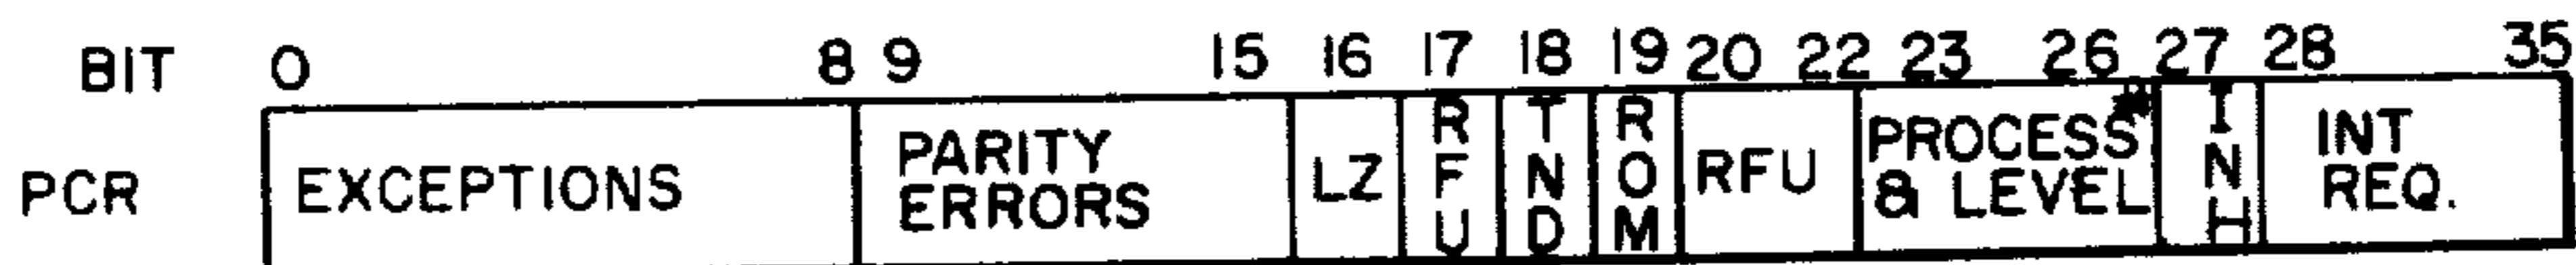 BIT 0 8 9 15 16 17 18 19 20 22 23 26 27 28 35
PCR EXCEPTIONS PARITY ERRORS LZ RFU TND ROM RFU PROCESS # & LEVEL INH INT REQ.